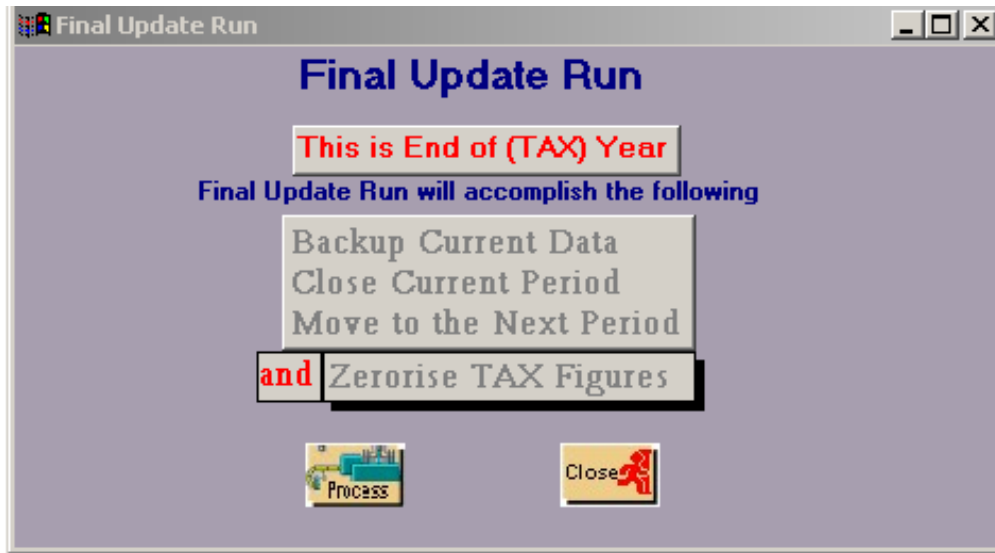 Final Update Run
Final Update Run
This is End of (TAX) Year
Final Update Run will accomplish the following
Backup Current Data
Close Current Period
Move to the Next Period
and Zerorise TAX Figures
Process
Close